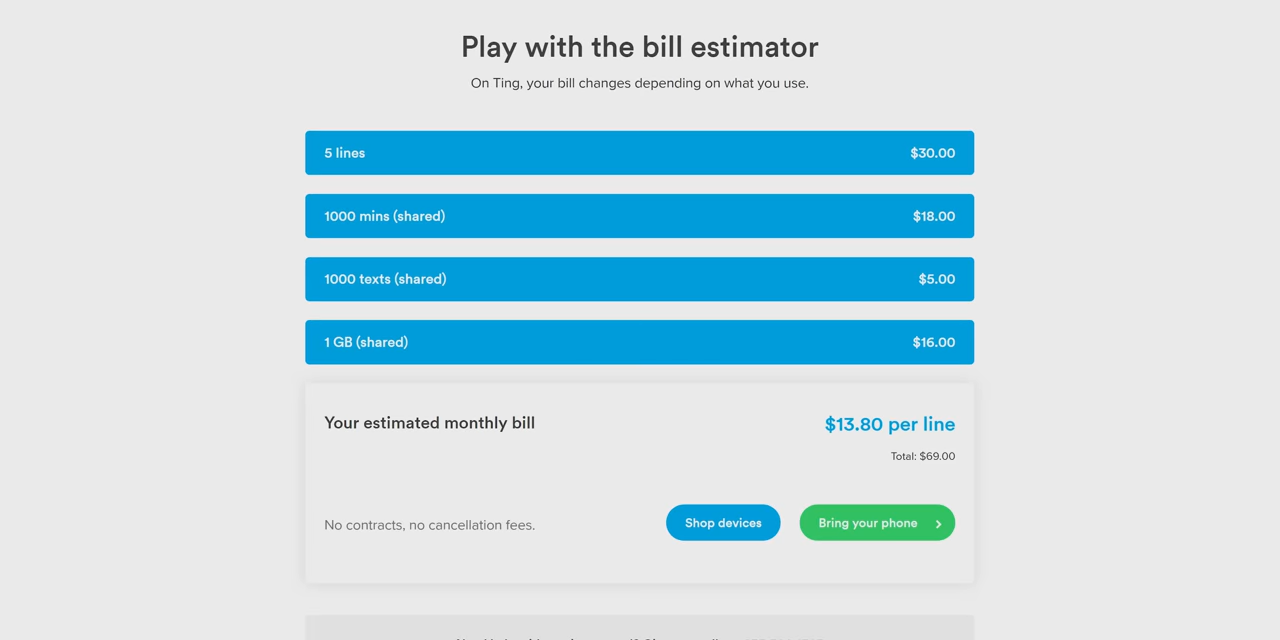 Play with the bill estimator
On Ting, your bill changes depending on what you use.
5 lines $30.00
1000 mins (shared) $18.00
1000 texts (shared) $5.00
1 GB (shared) $16.00
Your estimated monthly bill $13.80 per line
Total: $69.00
No contracts, no cancellation fees. Shop devices Bring your phone